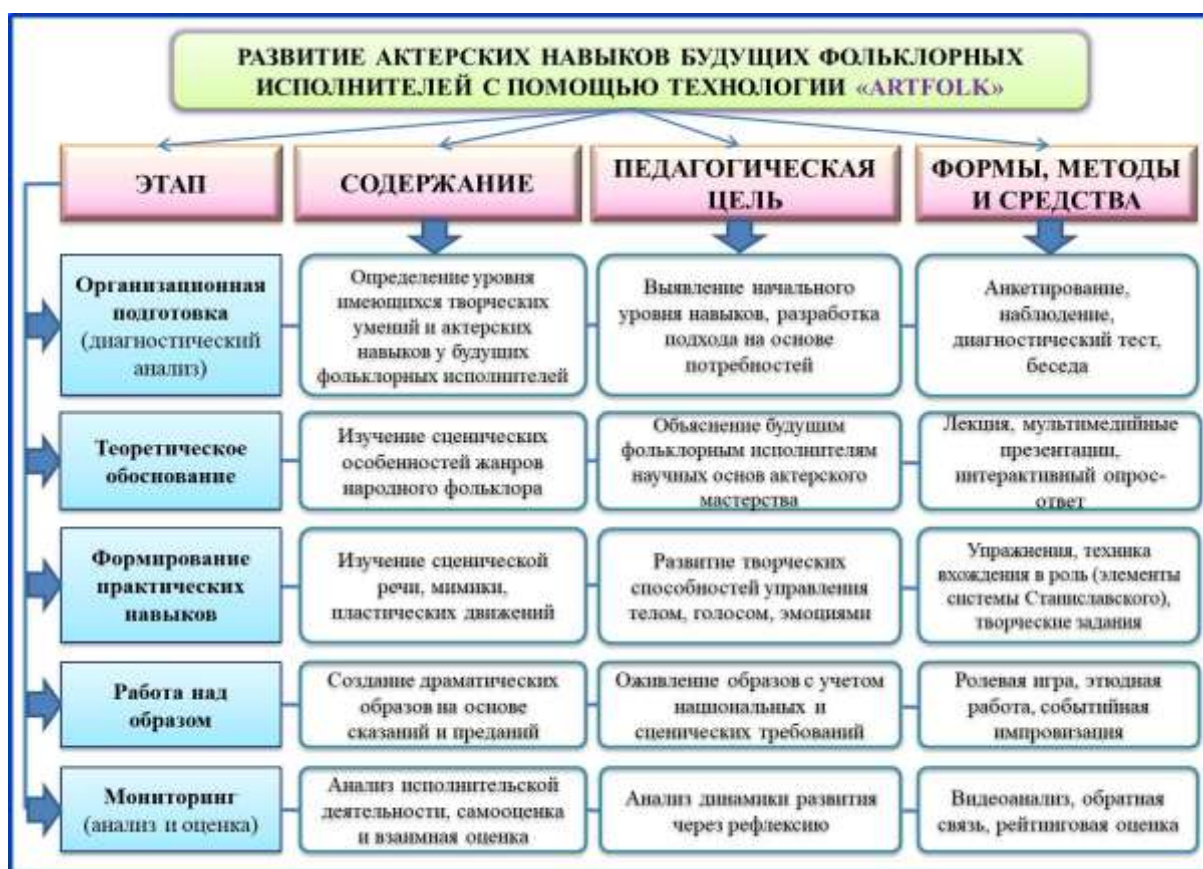 РАЗВИТИЕ АКТЕРСКИХ НАВЫКОВ БУДУЩИХ ФОЛЬКЛОРНЫХ
ИСПОЛНИТЕЛЕЙ С ПОМОЩЬЮ ТЕХНОЛОГИИ «ARTFOLK»
ЭТАП
СОДЕРЖАНИЕ
ПЕДАГОГИЧЕСКАЯ
ЦЕЛЬ
ФОРМЫ, МЕТОДЫ
И СРЕДСТВА
Организационная
подготовка
(диагностический
анализ)
Определение уровня
имеющихся творческих
умений и актерских
навыков у будущих
фольклорных исполнителей
Выявление начального
уровня навыков, разработка
подхода на основе
потребностей
Анкетирование,
наблюдение,
диагностический тест,
беседа
Теоретическое
обоснование
Изучение сценических
особенностей жанров
народного фольклора
Объяснение будущим
фольклорным исполнителям
научных основ актерского
мастерства
Лекция, мультимедийные
презентации,
интерактивный опрос-
ответ
Формирование
практических
навыков
Изучение сценической
речи, мимики,
пластических движений
Развитие творческих
способностей управления
телом, голосом, эмоциями
Упражнения, техника
вхождения в роль (элементы
системы Станиславского),
творческие задания
Работа над
образом
Создание драматических
образов на основе
сказаний и преданий
Оживление образов с учетом
национальных и
сценических требований
Ролевая игра, этюдная
работа, событийная
импровизация
Мониторинг
(анализ и оценка)
Анализ исполнительской
деятельности, самооценка
и взаимная оценка
Анализ динамики развития
через рефлексию
Видеоанализ, обратная
связь, рейтинговая оценка